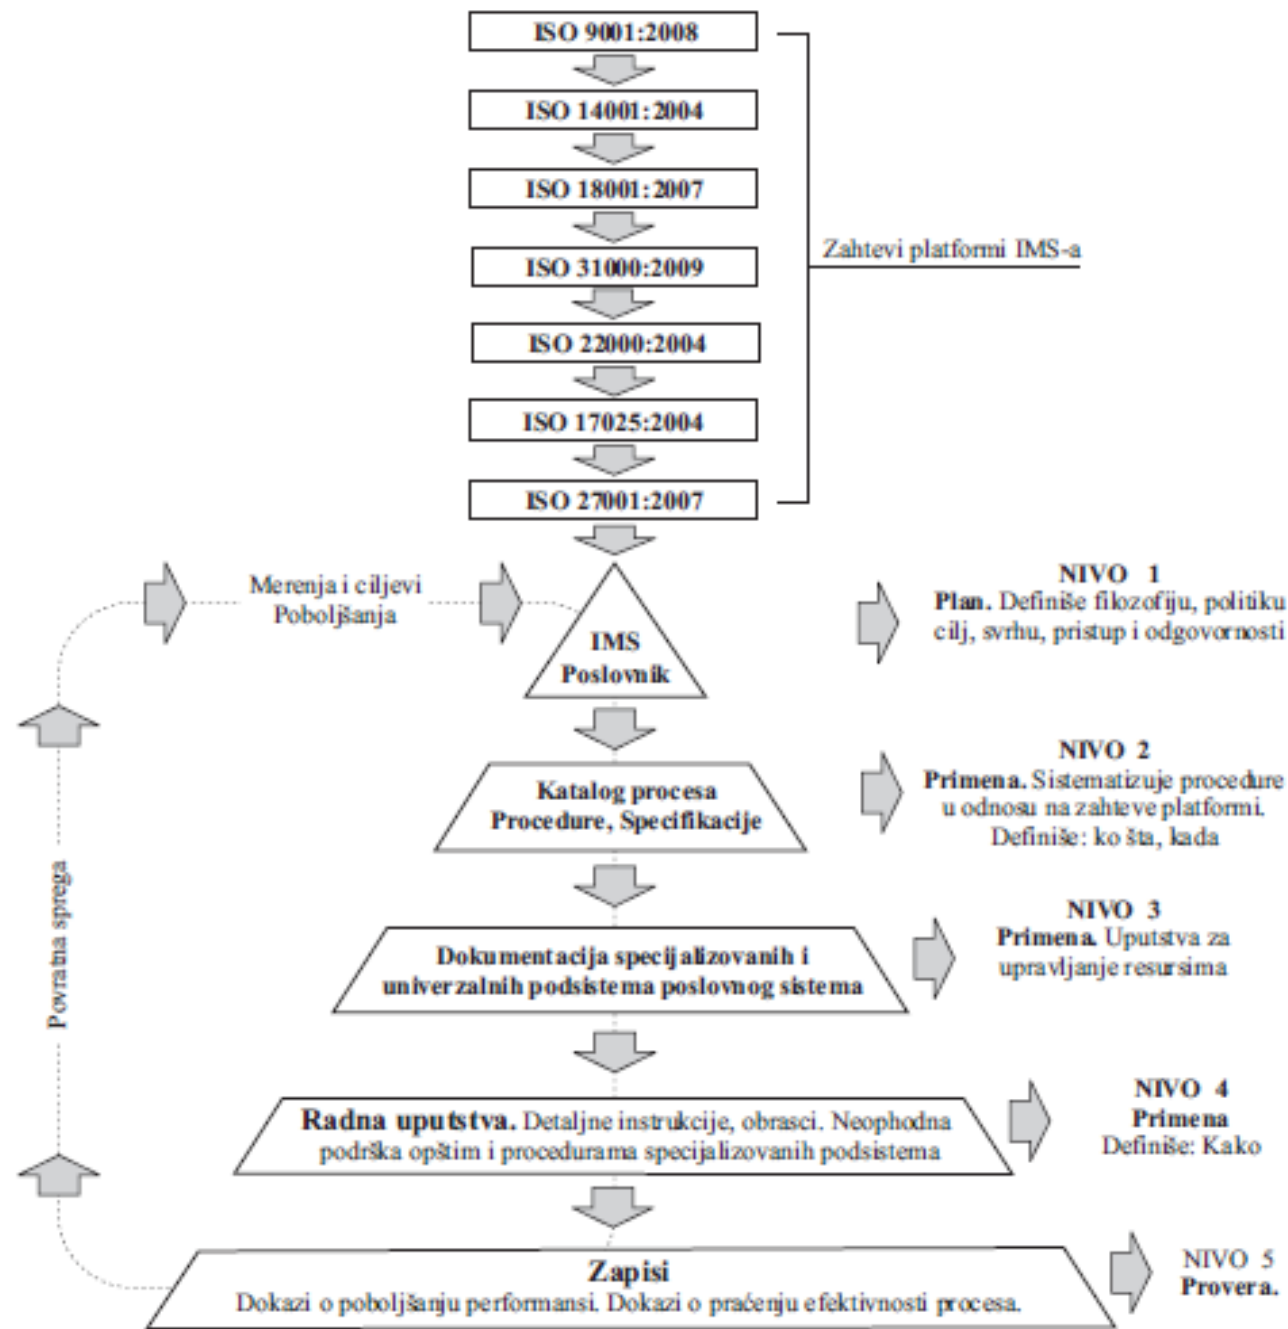 ISO 9001:2008
ISO 14001:2004
ISO 18001:2007
ISO 31000:2009
Zahtevi platformi IMS-a
ISO 22000:2004
ISO 17025:2004
ISO 27001:2007
Merenja i ciljevi
Poboljšanja
IMS
Poslovnik
NIVO 1
Plan. Definiše filozofiju, politiku
cilj, svrhu, pristup i odgovornosti
Katalog procesa
Procedure, Specifikacije
NIVO 2
Primena. Sistematizuje procedure
u odnosu na zahteve platformi.
Definiše: ko šta, kada
Povratna sprega
Dokumentacija specijalizovanih i
univerzalnih podsistema poslovnog sistema
NIVO 3
Primena. Uputstva za
upravljanje resursima
Radna uputstva. Detaljne instrukcije, obrasci. Neophodna
podrška opštim i procedurama specijalizovanih podsistema
NIVO 4
Primena
Definiše: Kako
Zapisi
Dokazi o poboljšanju performansi. Dokazi o praćenju efektivnosti procesa.
NIVO 5
Provera.